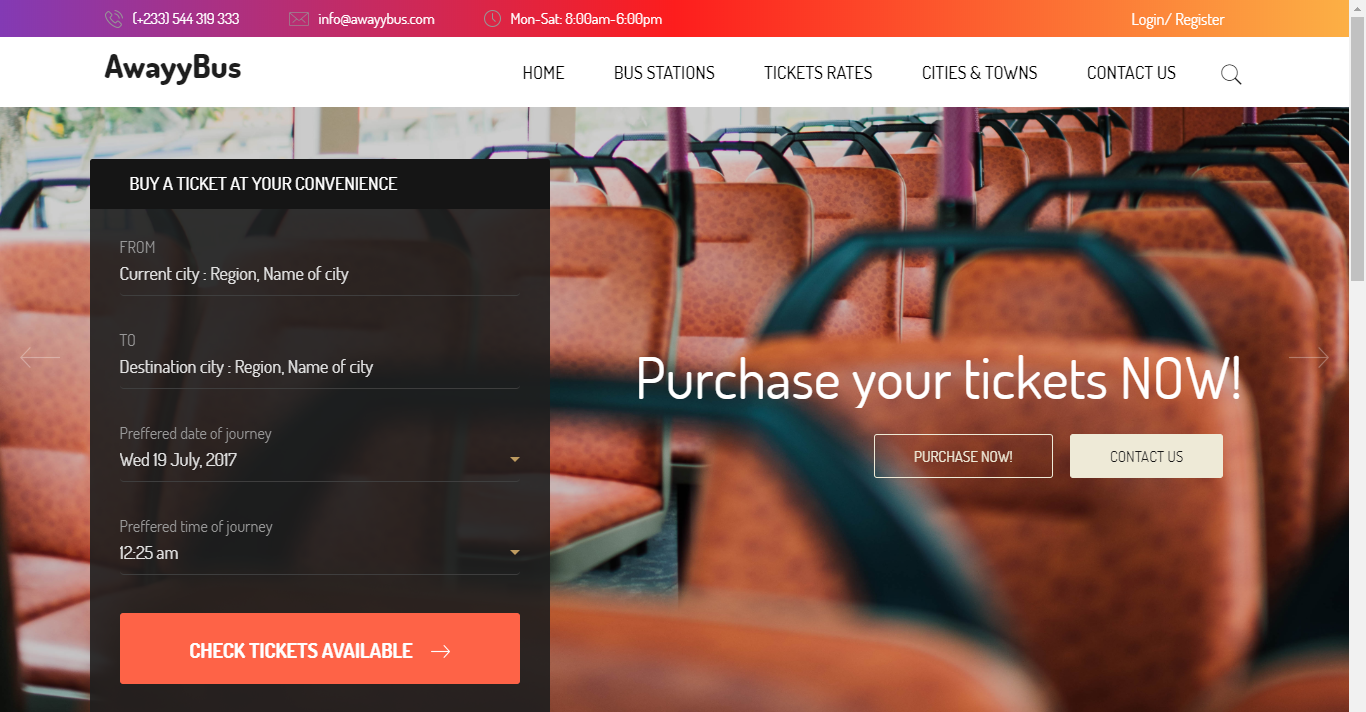 (+233) 544 319 333
info@awayybus.com
Mon-Sat: 8:00am-6:00pm
Login/ Register
AwayyBus
HOME
BUS STATIONS
TICKETS RATES
CITIES & TOWNS
CONTACT US
BUY A TICKET AT YOUR CONVENIENCE
FROM
Current city : Region, Name of city
TO
Destination city : Region, Name of city
Preffered date of journey
Wed 19 July, 2017
Preffered time of journey
12:25 am
CHECK TICKETS AVAILABLE
Purchase your tickets NOW!
PURCHASE NOW!
CONTACT US